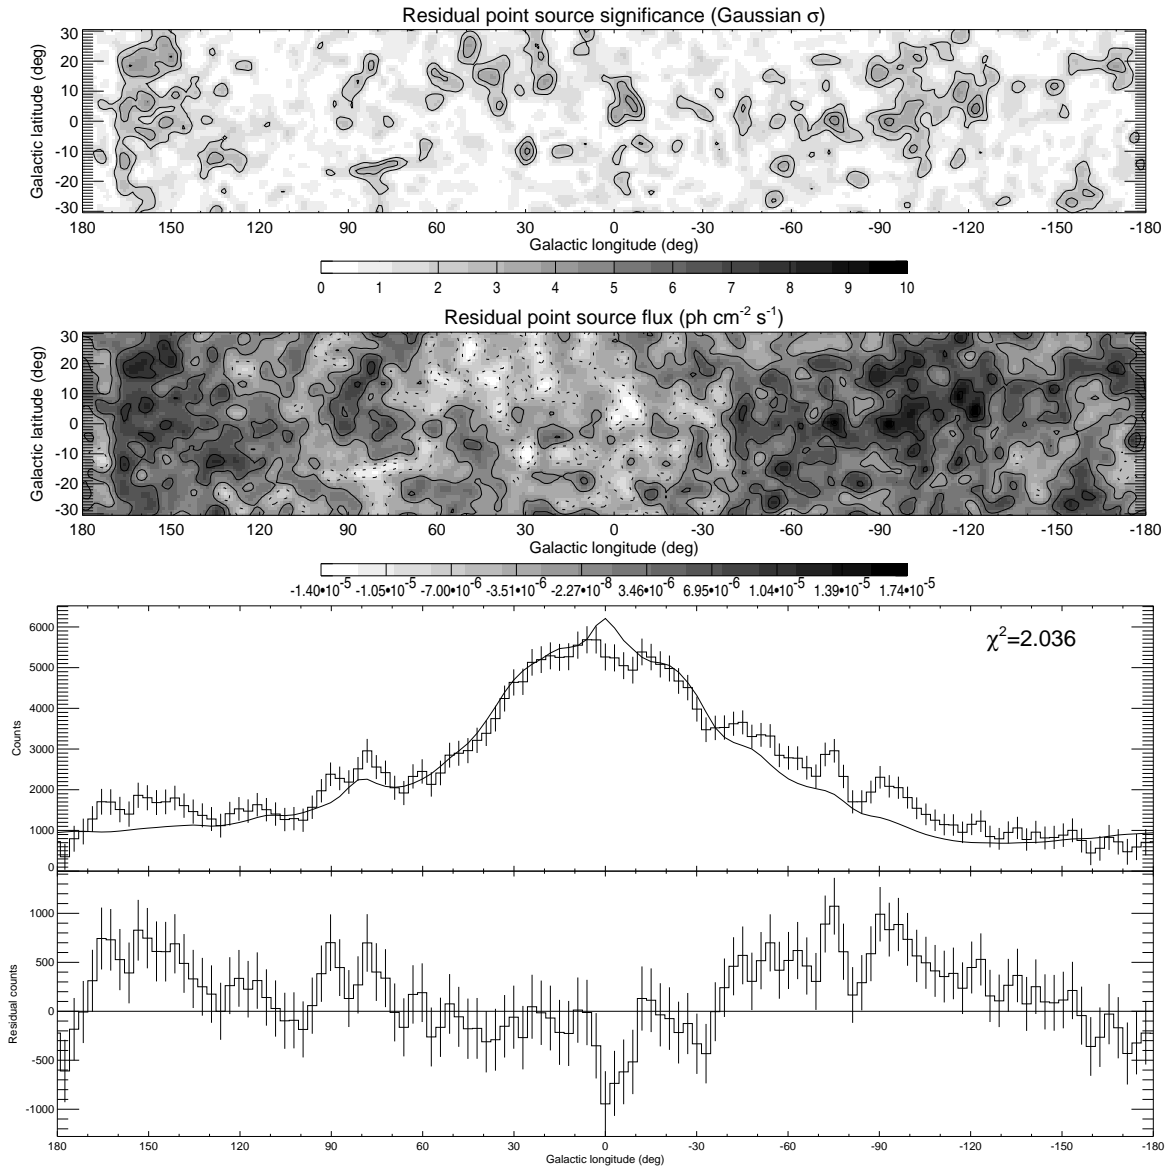 Residual point source significance (Gaussian σ)
Galactic latitude (deg)
30
20
10
0
-10
-20
-30
180 150 120 90 60 30 0 -30 -60 -90 -120 -150 -180
Galactic longitude (deg)
0 1 2 3 4 5 6 7 8 9 10
Residual point source flux (ph cm⁻² s⁻¹)
Galactic latitude (deg)
30
20
10
0
-10
-20
-30
180 150 120 90 60 30 0 -30 -60 -90 -120 -150 -180
Galactic longitude (deg)
-1.40•10⁻⁵ -1.05•10⁻⁵ -7.00•10⁻⁶ -3.51•10⁻⁶ -2.27•10⁻⁸ 3.46•10⁻⁶ 6.95•10⁻⁶ 1.04•10⁻⁵ 1.39•10⁻⁵ 1.74•10⁻⁵
χ²=2.036
Counts
6000
5000
4000
3000
2000
1000
0
Residual counts
1000
500
0
-500
-1000
180 150 120 90 60 30 0 -30 -60 -90 -120 -150 -180
Galactic longitude (deg)